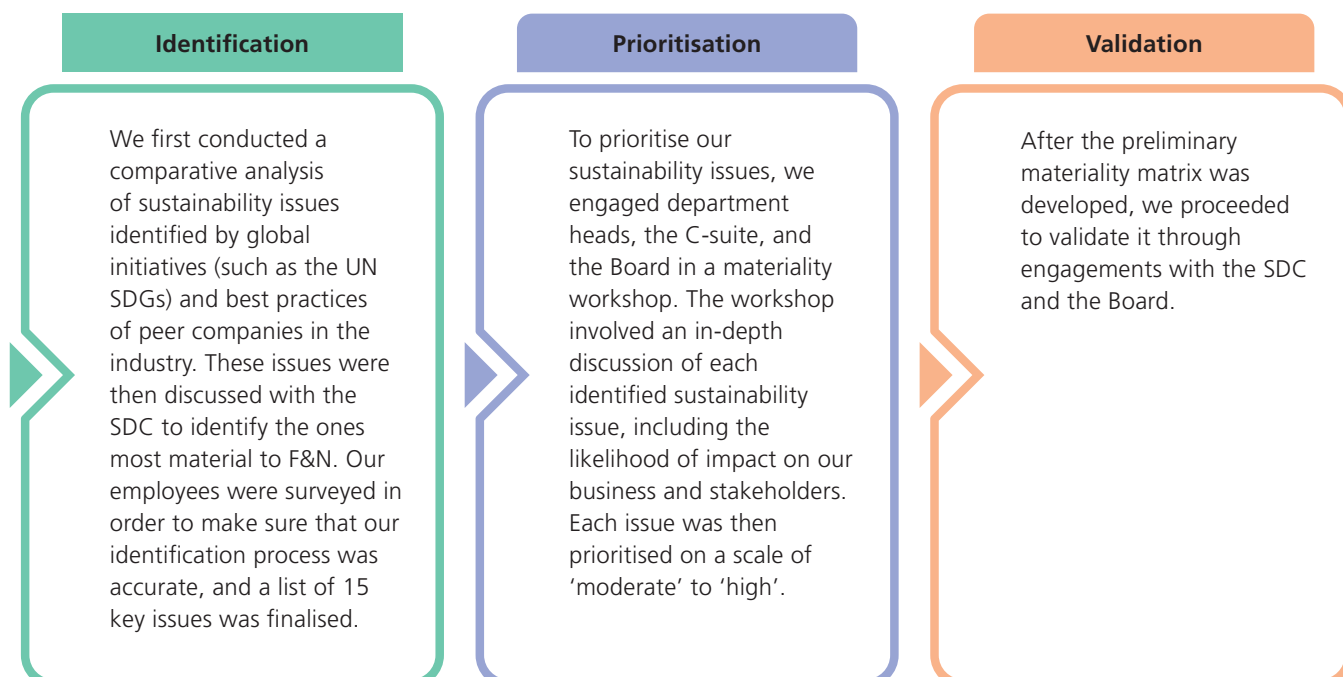 Identification
We first conducted a
comparative analysis
of sustainability issues
identified by global
initiatives (such as the UN
SDGs) and best practices
of peer companies in the
industry. These issues were
then discussed with the
SDC to identify the ones
most material to F&N. Our
employees were surveyed in
order to make sure that our
identification process was
accurate, and a list of 15
key issues was finalised.
Prioritisation
To prioritise our
sustainability issues, we
engaged department
heads, the C-suite, and
the Board in a materiality
workshop. The workshop
involved an in-depth
discussion of each
identified sustainability
issue, including the
likelihood of impact on our
business and stakeholders.
Each issue was then
prioritised on a scale of
‘moderate’ to ‘high’.
Validation
After the preliminary
materiality matrix was
developed, we proceeded
to validate it through
engagements with the SDC
and the Board.